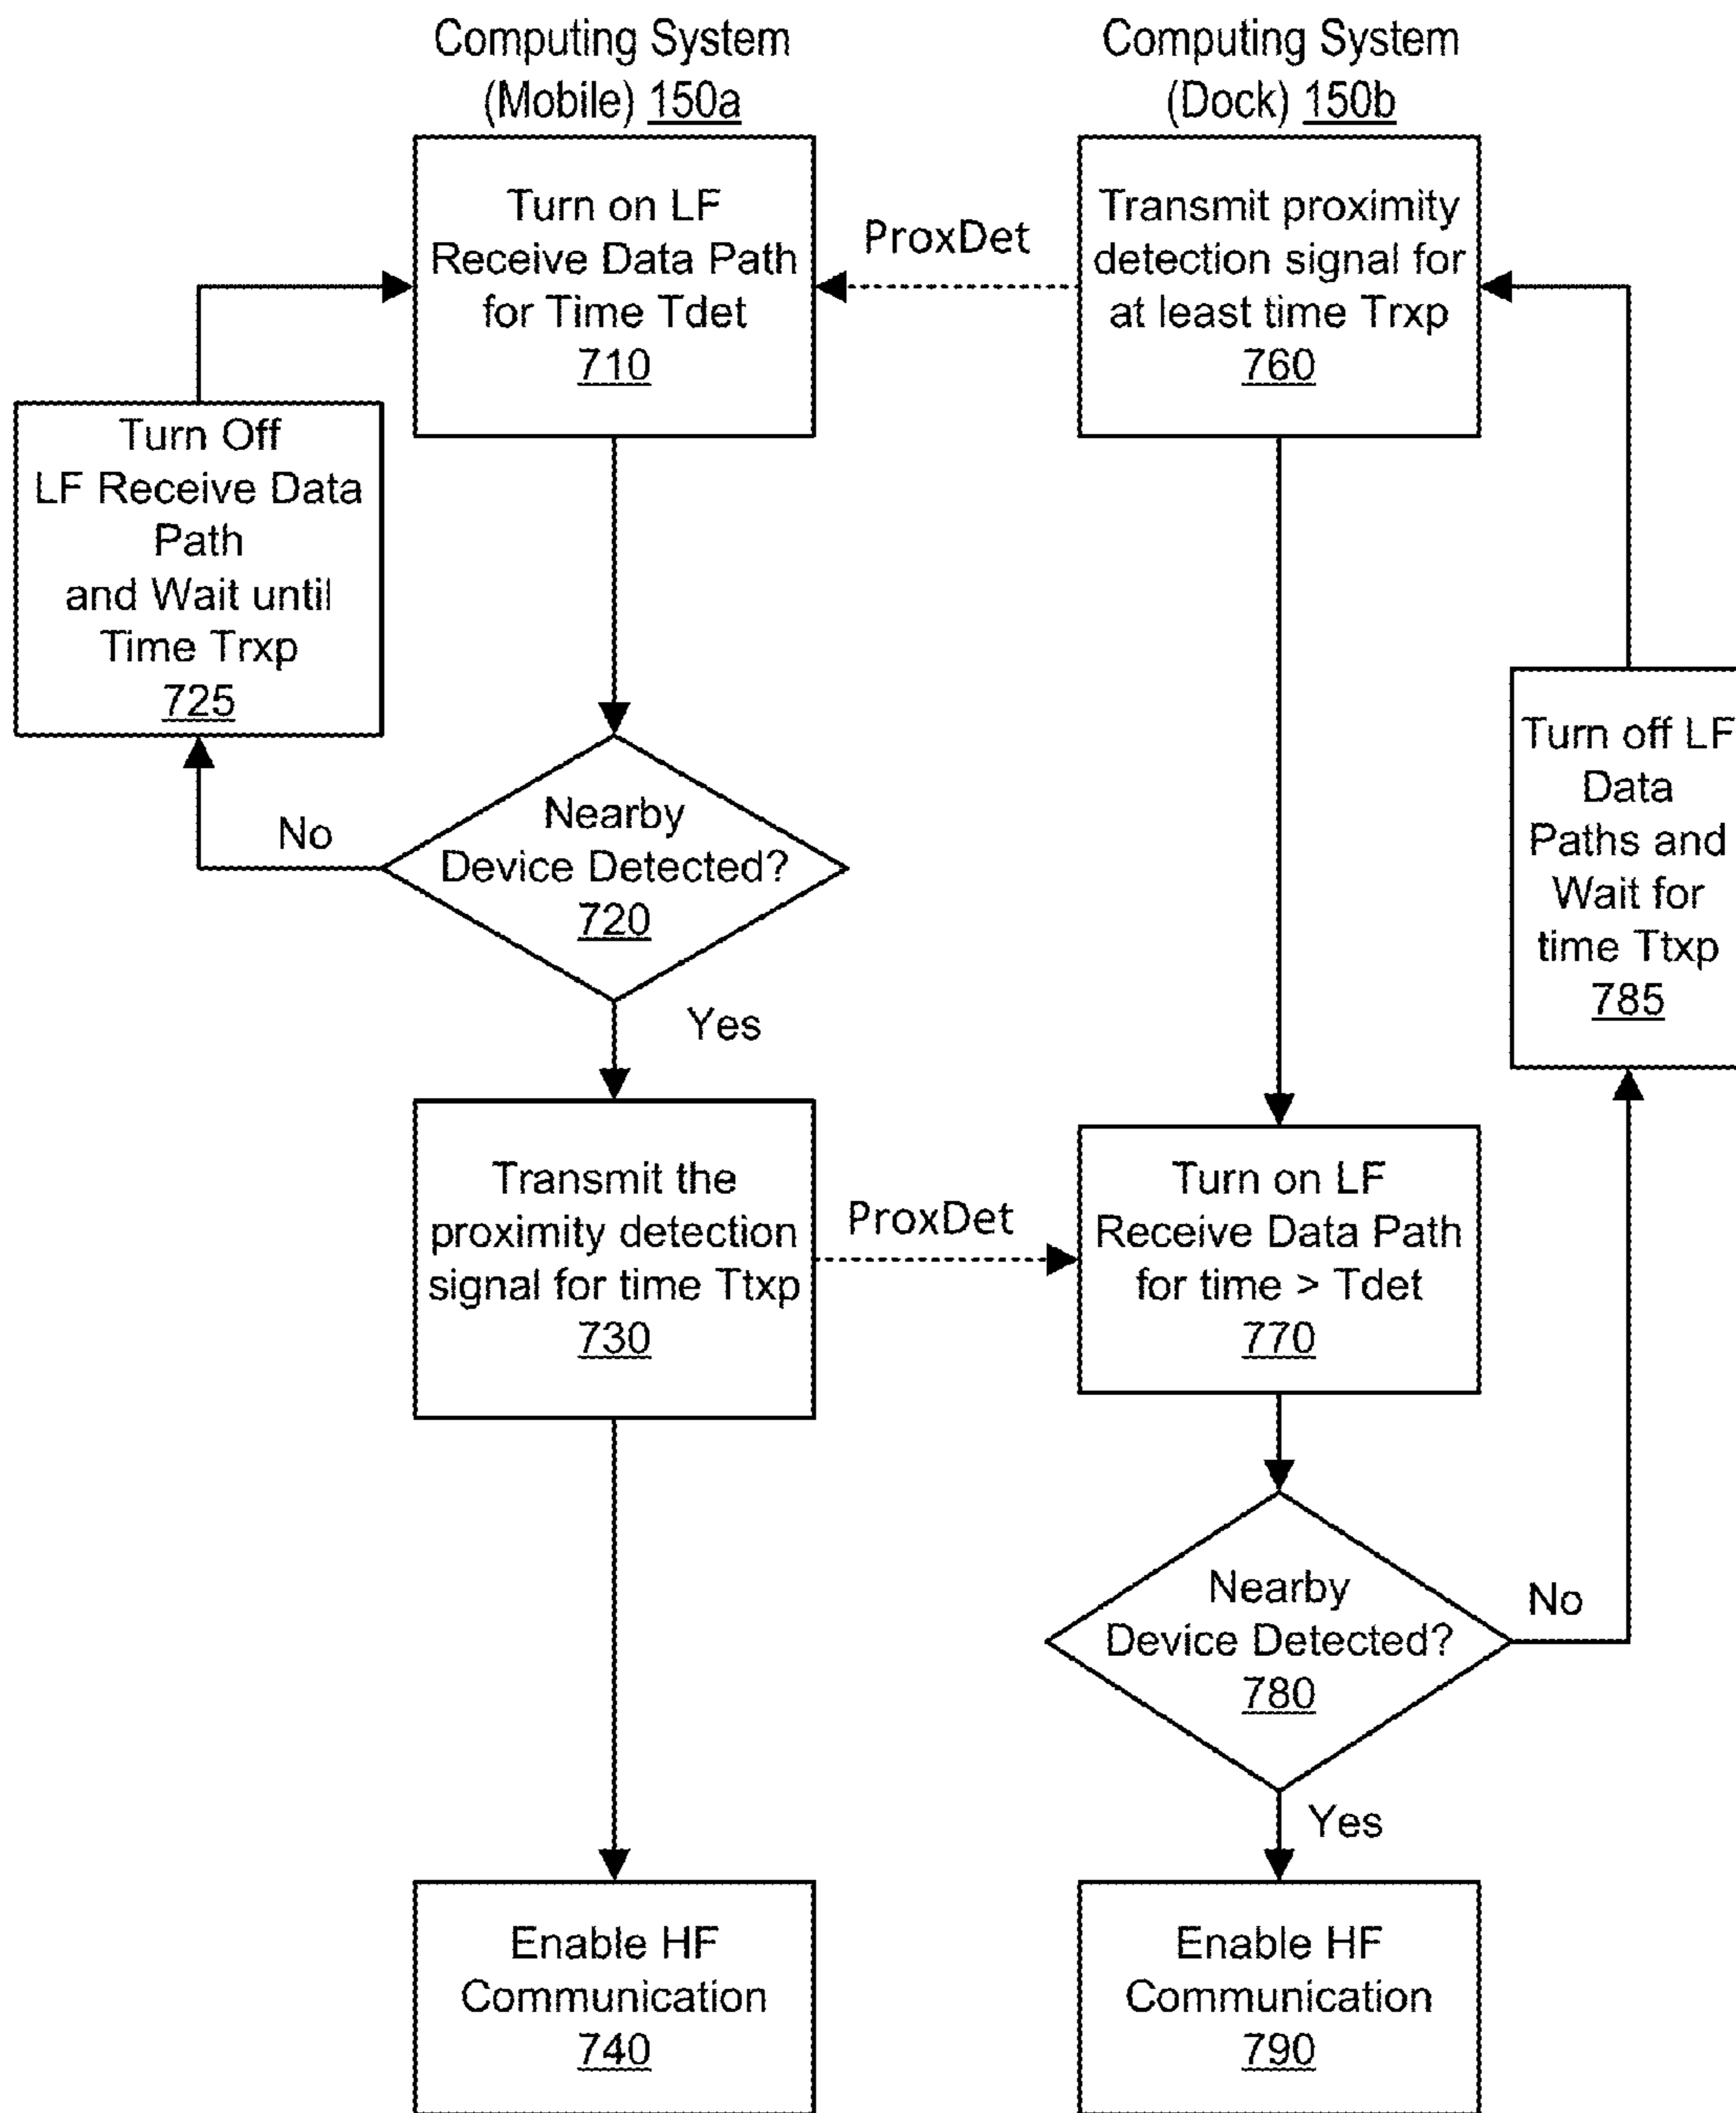 Computing System
(Mobile) 150a
Computing System
(Dock) 150b
Turn on LF
Receive Data Path
for Time Tdet
710
ProxDet
Transmit proximity
detection signal for
at least time Trxp
760
Turn Off
LF Receive Data
Path
and Wait until
Time Trxp
725
Nearby
Device Detected?
720
No
Yes
Turn off LF
Data
Paths and
Wait for
time Ttxp
785
Transmit the
proximity detection
signal for time Ttxp
730
ProxDet
Turn on LF
Receive Data Path
for time > Tdet
770
Nearby
Device Detected?
780
No
Yes
Enable HF
Communication
740
Enable HF
Communication
790